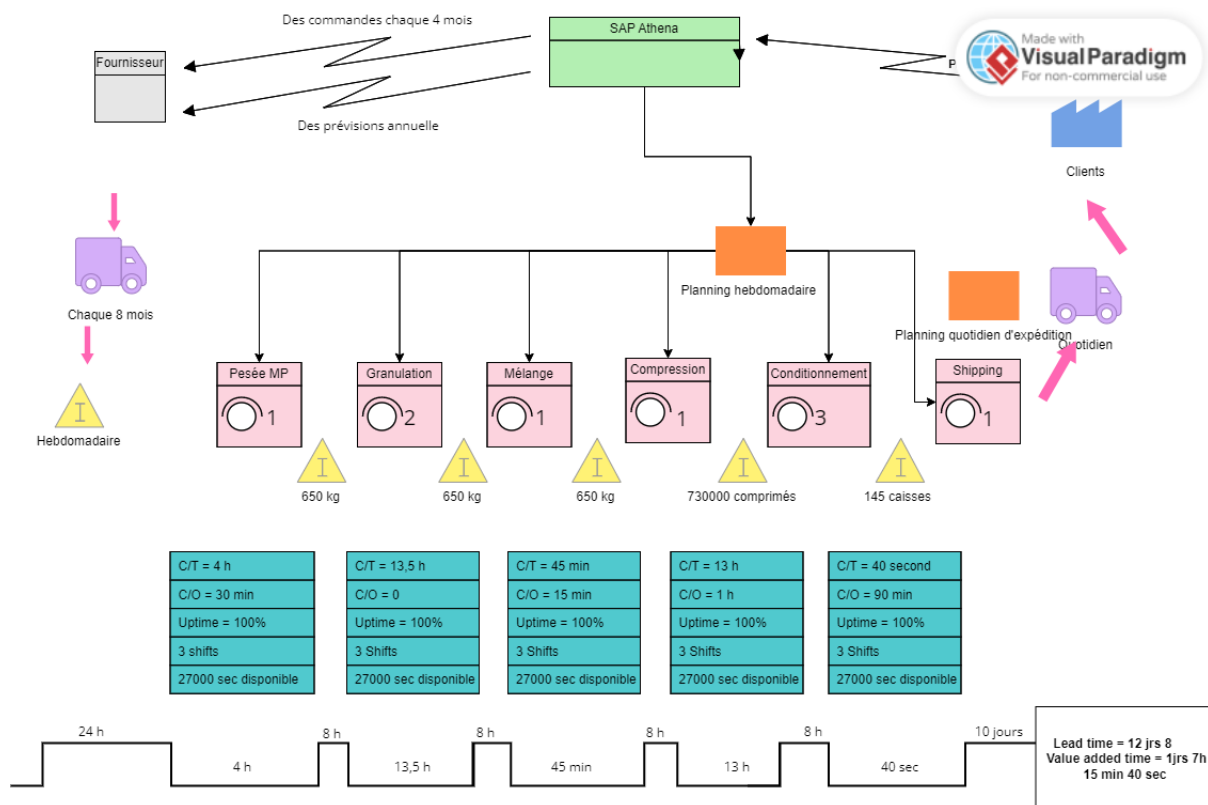 Des commandes chaque 4 mois
SAP Athena
Made with
Visual Paradigm
For non-commercial use
Fournisseur
Des prévisions annuelle
Clients
Chaque 8 mois
Planning hebdomadaire
Planning quotidien d'expédition
Quotidien
Hebdomadaire
Pesée MP
1
Granulation
2
Mélange
1
Compression
1
Conditionnement
3
Shipping
1
I
I
I
I
I
I
650 kg
650 kg
650 kg
730000 comprimés
145 caisses
C/T = 4 h
C/O = 30 min
Uptime = 100%
3 shifts
27000 sec disponible
C/T = 13,5 h
C/O = 0
Uptime = 100%
3 Shifts
27000 sec disponible
C/T = 45 min
C/O = 15 min
Uptime = 100%
3 Shifts
27000 sec disponible
C/T = 13 h
C/O = 1 h
Uptime = 100%
3 Shifts
27000 sec disponible
C/T = 40 second
C/O = 90 min
Uptime = 100%
3 Shifts
27000 sec disponible
24 h
8 h
8 h
8 h
8 h
10 jours
4 h
13,5 h
45 min
13 h
40 sec
Lead time = 12 jrs 8
Value added time = 1jrs 7h
15 min 40 sec